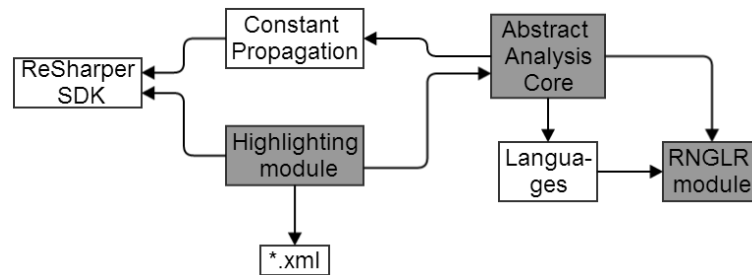 Constant
Propagation
Abstract
Analysis
Core
ReSharper
SDK
Highlighting
module
Langua-
ges
RNGLR
module
*.xml